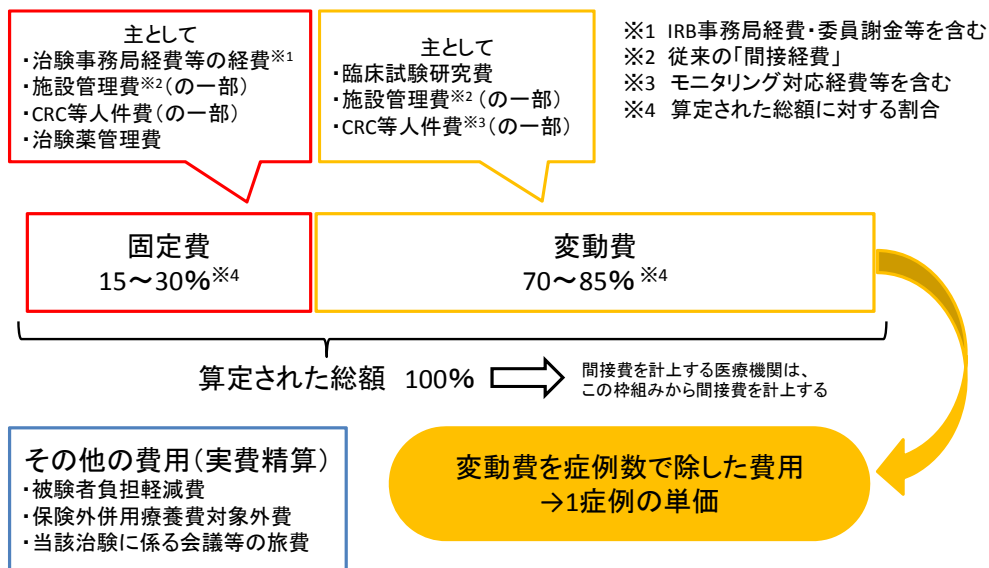 主として
・治験事務局経費等の経費※1
・施設管理費※2(の一部)
・CRC等人件費(の一部)
・治験薬管理費
主として
・臨床試験研究費
・施設管理費※2 (の一部)
・CRC等人件費※3(の一部)
※1 IRB事務局経費・委員謝金等を含む
※2 従来の「間接経費」
※3 モニタリング対応経費等を含む
※4 算定された総額に対する割合
固定費
15～30%※4
変動費
70～85% ※4
算定された総額 100%
間接費を計上する医療機関は、
この枠組みから間接費を計上する
その他の費用(実費精算)
・被験者負担軽減費
・保険外併用療養費対象外費
・当該治験に係る会議等の旅費
変動費を症例数で除した費用
→1症例の単価